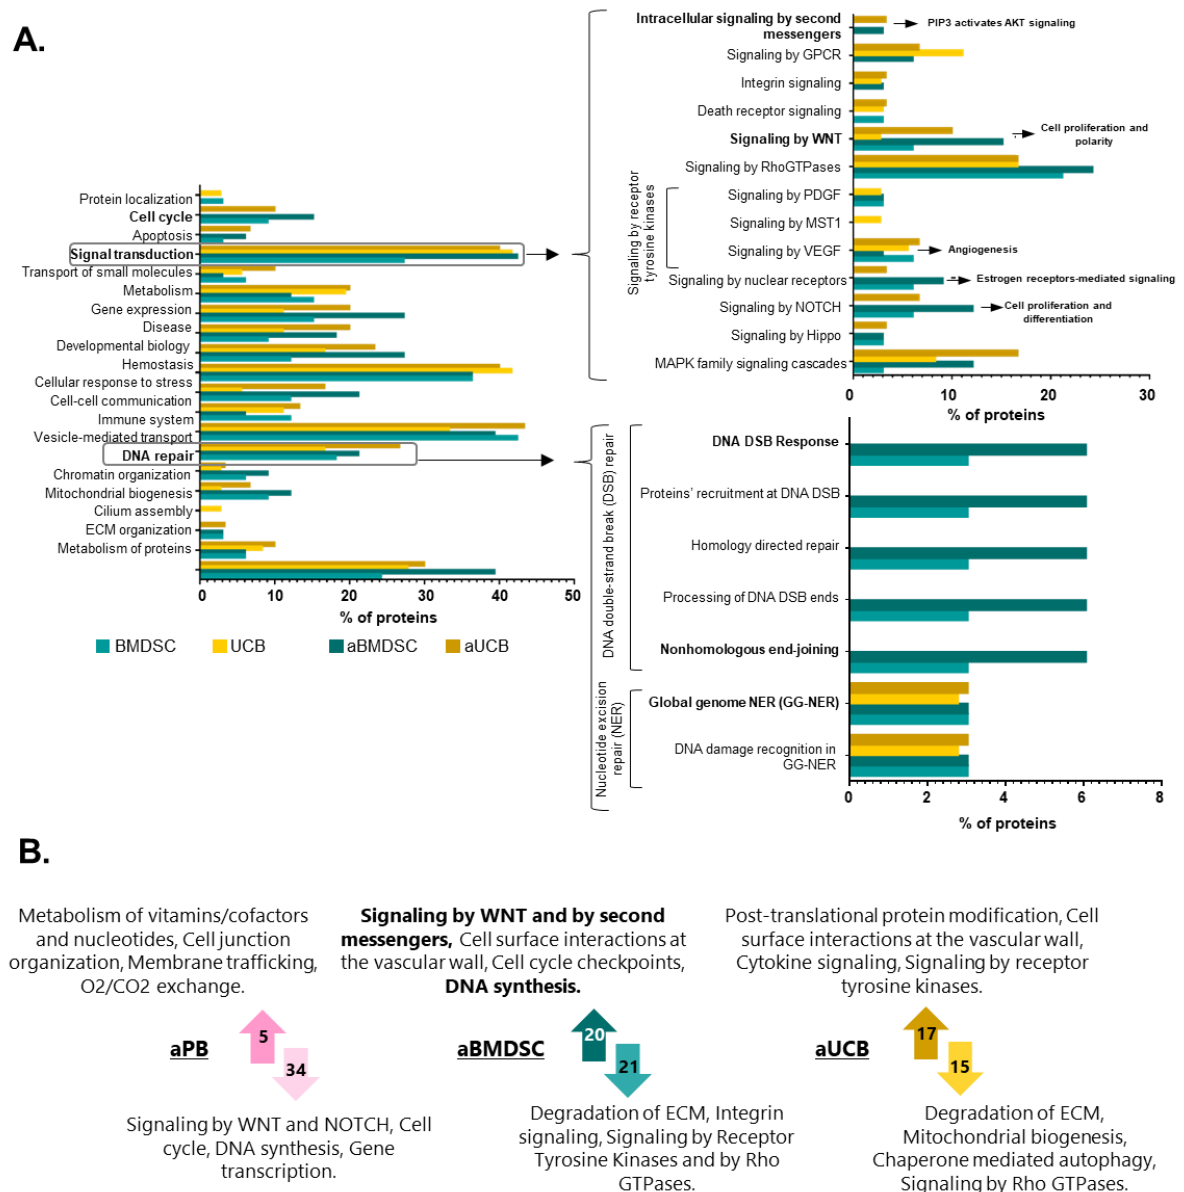 A.
Protein localization
Cell cycle
Apoptosis
Signal transduction
Transport of small molecules
Metabolism
Gene expression
Disease
Developmental biology
Hemostasis
Cellular response to stress
Cell-cell communication
Immune system
Vesicle-mediated transport
DNA repair
Chromatin organization
Mitochondrial biogenesis
Cilium assembly
ECM organization
Metabolism of proteins
0 10 20 30 40 50
% of proteins
BMDSC UCB aBMDSC aUCB
Intracellular signaling by second
messengers
PIP3 activates AKT signaling
Signaling by GPCR
Integrin signaling
Death receptor signaling
Signaling by WNT
Cell proliferation and
polarity
Signaling by RhoGTPases
Signaling by receptor
tyrosine kinases
Signaling by PDGF
Signaling by MST1
Signaling by VEGF
Angiogenesis
Signaling by nuclear receptors
Estrogen receptors-mediated signaling
Signaling by NOTCH
Cell proliferation and
differentiation
Signaling by Hippo
MAPK family signaling cascades
0 10 20 30
% of proteins
DNA double-strand break (DSB) repair
DNA DSB Response
Proteins' recruitment at DNA DSB
Homology directed repair
Processing of DNA DSB ends
Nonhomologous end-joining
Nucleotide excision
repair (NER)
Global genome NER (GG-NER)
DNA damage recognition in
GG-NER
0 2 4 6 8
% of proteins
B.
Metabolism of vitamins/cofactors
and nucleotides, Cell junction
organization, Membrane trafficking,
O2/CO2 exchange.
aPB
5
34
Signaling by WNT and NOTCH, Cell
cycle, DNA synthesis, Gene
transcription.
Signaling by WNT and by second
messengers, Cell surface interactions at
the vascular wall, Cell cycle checkpoints,
DNA synthesis.
aBMDSC
20
21
Degradation of ECM, Integrin
signaling, Signaling by Receptor
Tyrosine Kinases and by Rho
GTPases.
Post-translational protein modification, Cell
surface interactions at the vascular wall,
Cytokine signaling, Signaling by receptor
tyrosine kinases.
aUCB
17
15
Degradation of ECM,
Mitochondrial biogenesis,
Chaperone mediated autophagy,
Signaling by Rho GTPases.